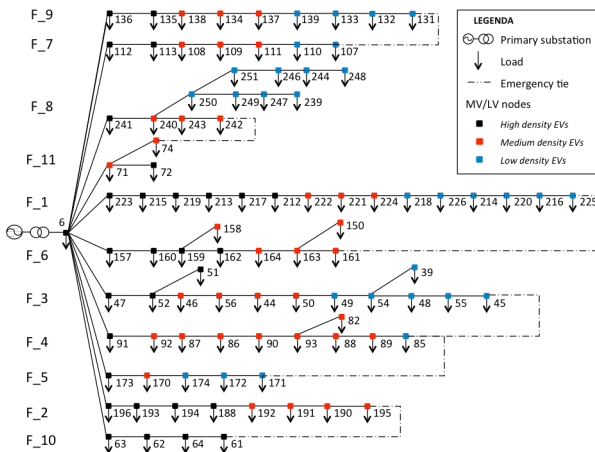 F_9
136 135 138 134 137 139 133 132 131
F_7
112 113 108 109 111 110 107
251 246 244 248
F_8
250 249 247 239
241 240 243 242
74
F_11
71 72
F_1
223 215 219 213 217 212 222 221 224 218 226 214 220 216 225
6
158 150
F_6
157 160 159 162 164 163 161
51 39
F_3
47 52 46 56 44 50 49 54 48 55 45
82
F_4
91 92 87 86 90 93 88 89 85
F_5
173 170 174 172 171
F_2
196 193 194 188 192 191 190 195
F_10
63 62 64 61
LEGENDA
Primary substation
Load
Emergency tie
MV/LV nodes
High density EVs
Medium density EVs
Low density EVs